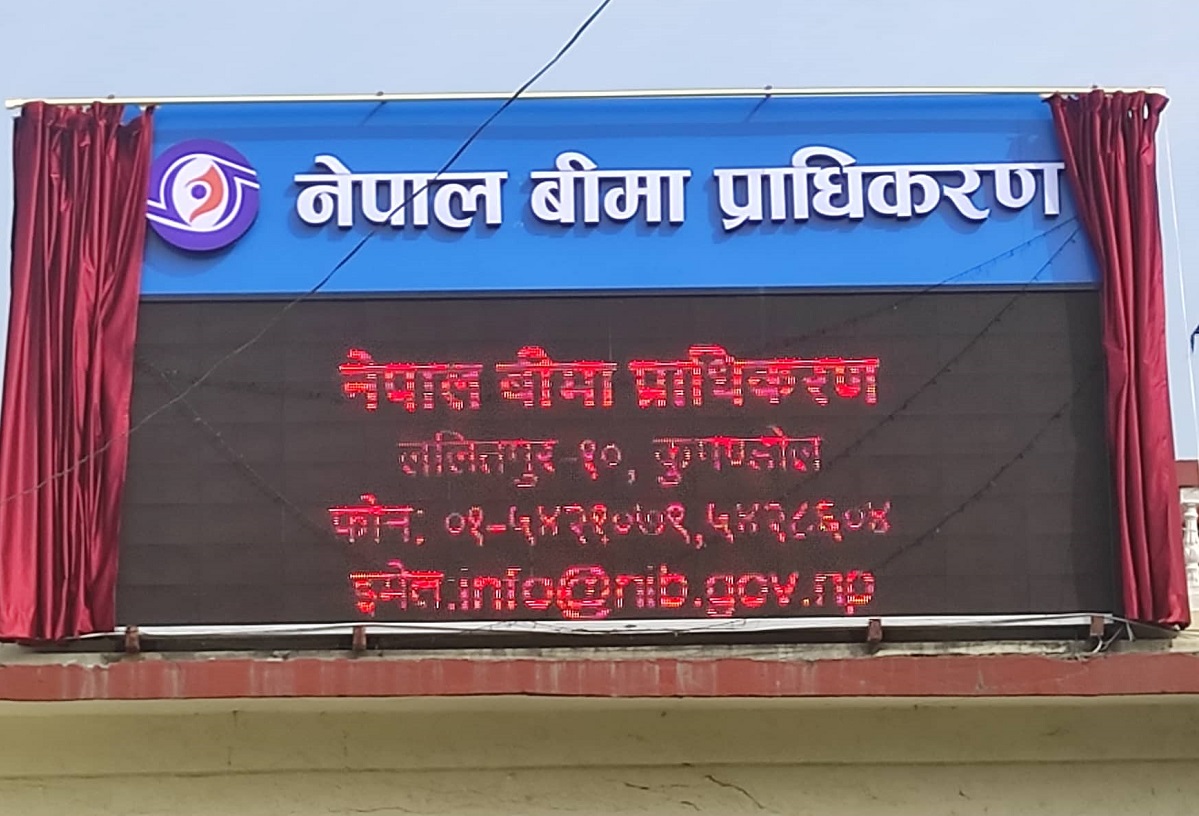 नेपाल बीमा प्राधिकरण
नेपाल बीमा प्राधिकरण
ललितपुर-१०, कुपण्डोल
फोन: ०१-५४२१०७९,५४२८६०४
इमेल:info@nib.gov.np